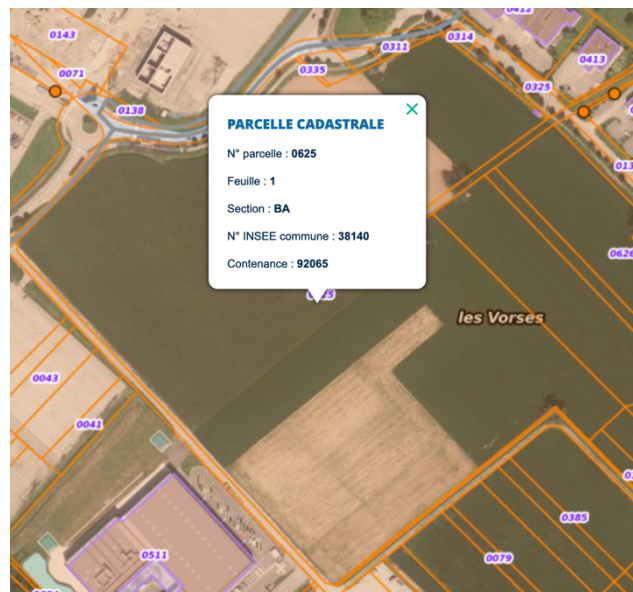 0412
0143
0314
0311
0413
0071
0335
0325
0138
PARCELLE CADASTRALE
N° parcelle : 0625
Feuille : 1
Section : BA
N° INSEE commune : 38140
Contenance : 92065
les Vorses
0043
0041
0385
0511
0079